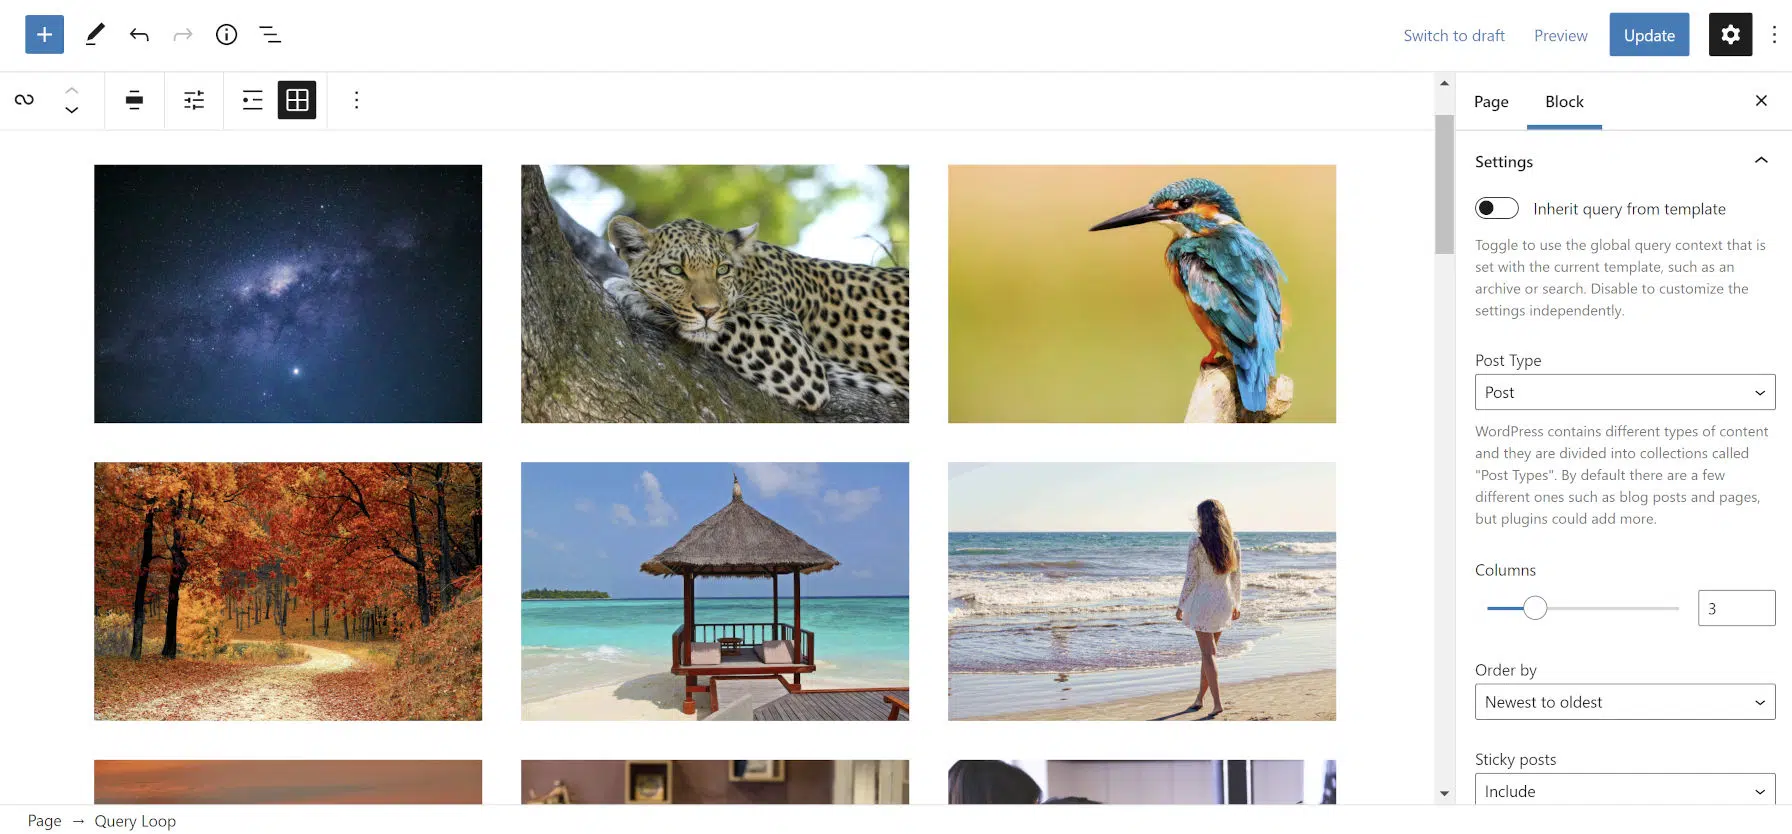 Switch to draft
Preview
Update
Page
Block
Settings
Inherit query from template
Toggle to use the global query context that is
set with the current template, such as an
archive or search. Disable to customize the
settings independently.
Post Type
Post
WordPress contains different types of content
and they are divided into collections called
"Post Types". By default there are a few
different ones such as blog posts and pages,
but plugins could add more.
Columns
3
Order by
Newest to oldest
Sticky posts
Include
Page → Query Loop